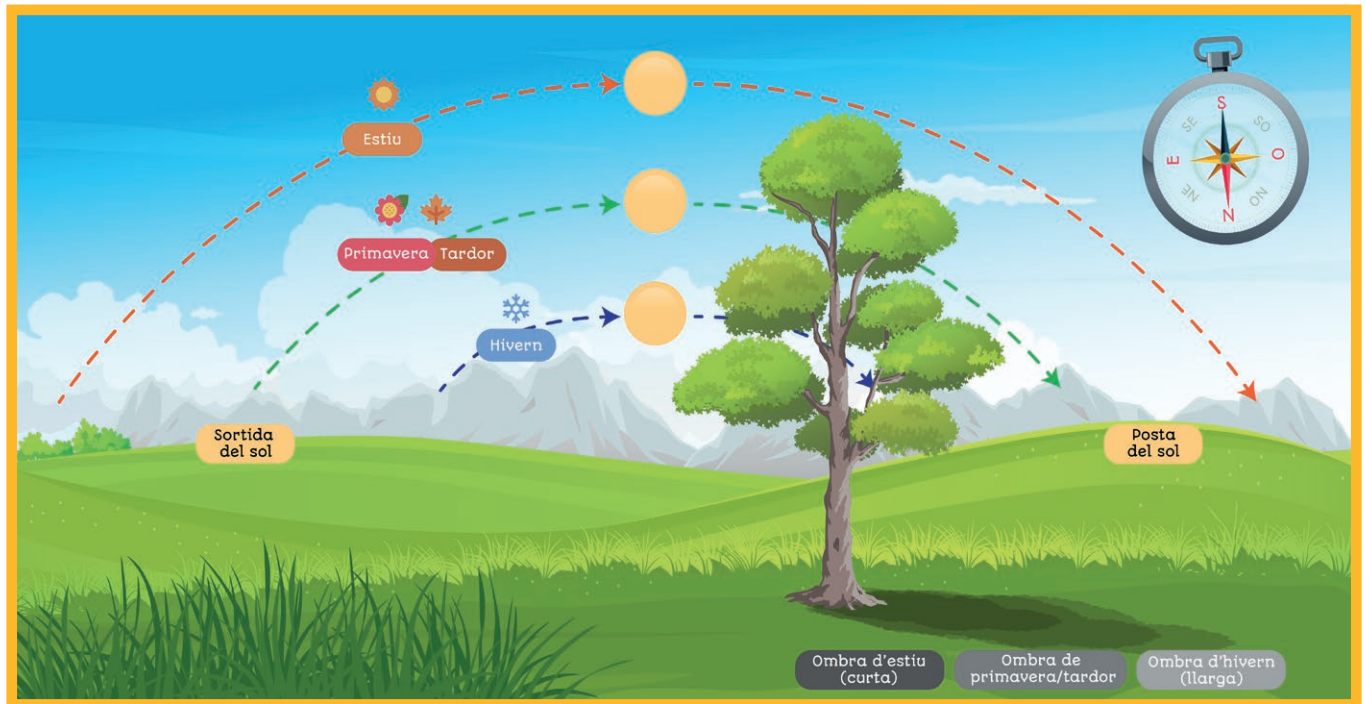 Estiu
Primavera
Tardor
Hivern
Sortida
del sol
Posta
del sol
S
SE
SO
E
O
NE
NO
N
Ombra d'estiu
(curta)
Ombra de
primavera/tardor
Ombra d'hivern
(llarga)